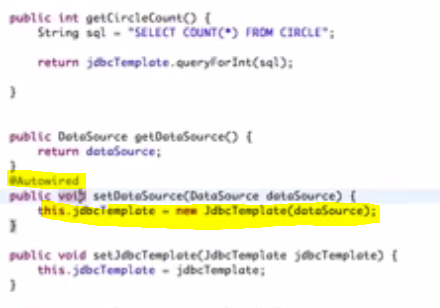 public int getCircleCount() {
String sql = "SELECT COUNT(*) FROM CIRCLE";
return jdbcTemplate.queryForInt(sql);
}
public DataSource getDataSource() {
return dataSource;
}
@Autowired
public void setDataSource(DataSource dataSource) {
this.jdbcTemplate = new JdbcTemplate(dataSource);
}
public void setJdbcTemplate(JdbcTemplate jdbcTemplate) {
this.jdbcTemplate = jdbcTemplate;
}